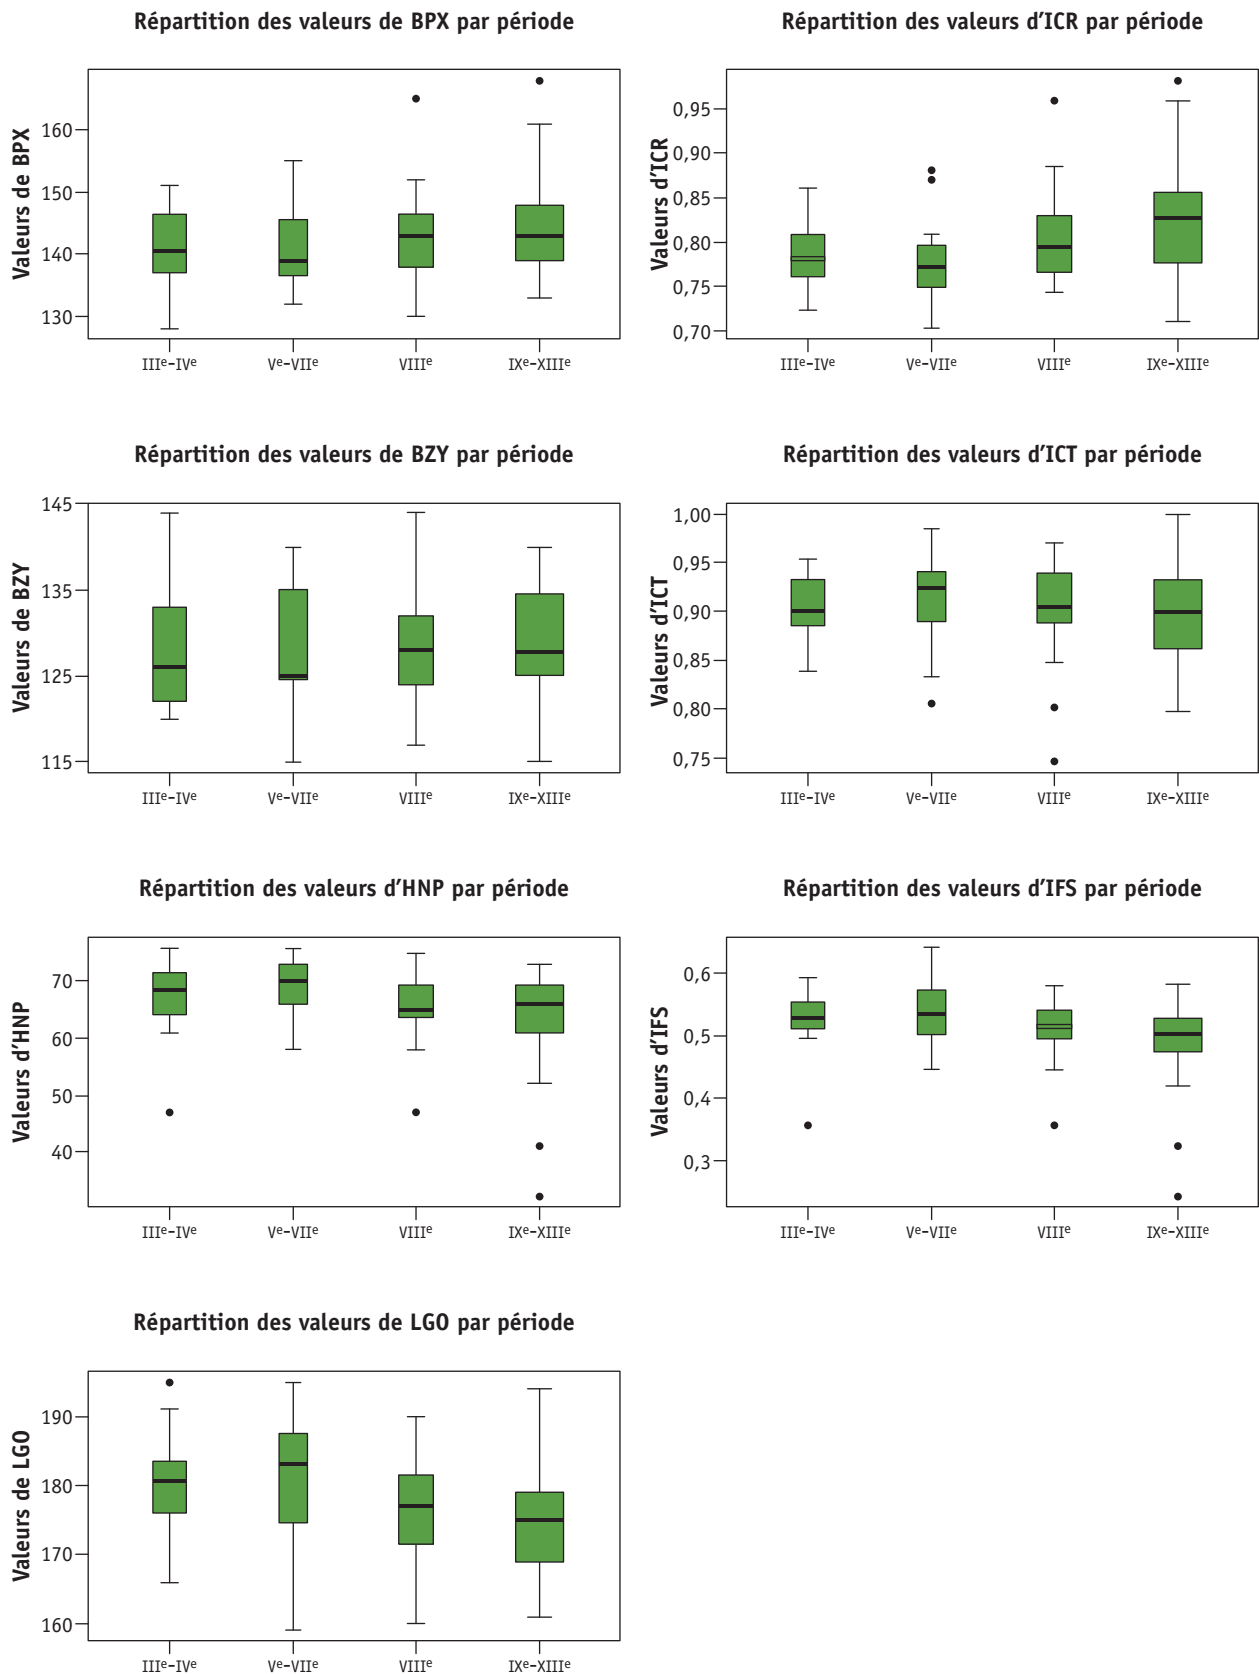 Répartition des valeurs de BPX par période
Valeurs de BPX
160
150
140
130
IIIe-IVe
Ve-VIIe
VIIIe
IXe-XIIIe
Répartition des valeurs d'ICR par période
Valeurs d'ICR
0,95
0,90
0,85
0,80
0,75
0,70
IIIe-IVe
Ve-VIIe
VIIIe
IXe-XIIIe
Répartition des valeurs de BZY par période
Valeurs de BZY
145
135
125
115
IIIe-IVe
Ve-VIIe
VIIIe
IXe-XIIIe
Répartition des valeurs d'ICT par période
Valeurs d'ICT
1,00
0,95
0,90
0,85
0,80
0,75
IIIe-IVe
Ve-VIIe
VIIIe
IXe-XIIIe
Répartition des valeurs d'HNP par période
Valeurs d'HNP
70
60
50
40
IIIe-IVe
Ve-VIIe
VIIIe
IXe-XIIIe
Répartition des valeurs d'IFS par période
Valeurs d'IFS
0,6
0,5
0,4
0,3
IIIe-IVe
Ve-VIIe
VIIIe
IXe-XIIIe
Répartition des valeurs de LGO par période
Valeurs de LGO
190
180
170
160
IIIe-IVe
Ve-VIIe
VIIIe
IXe-XIIIe